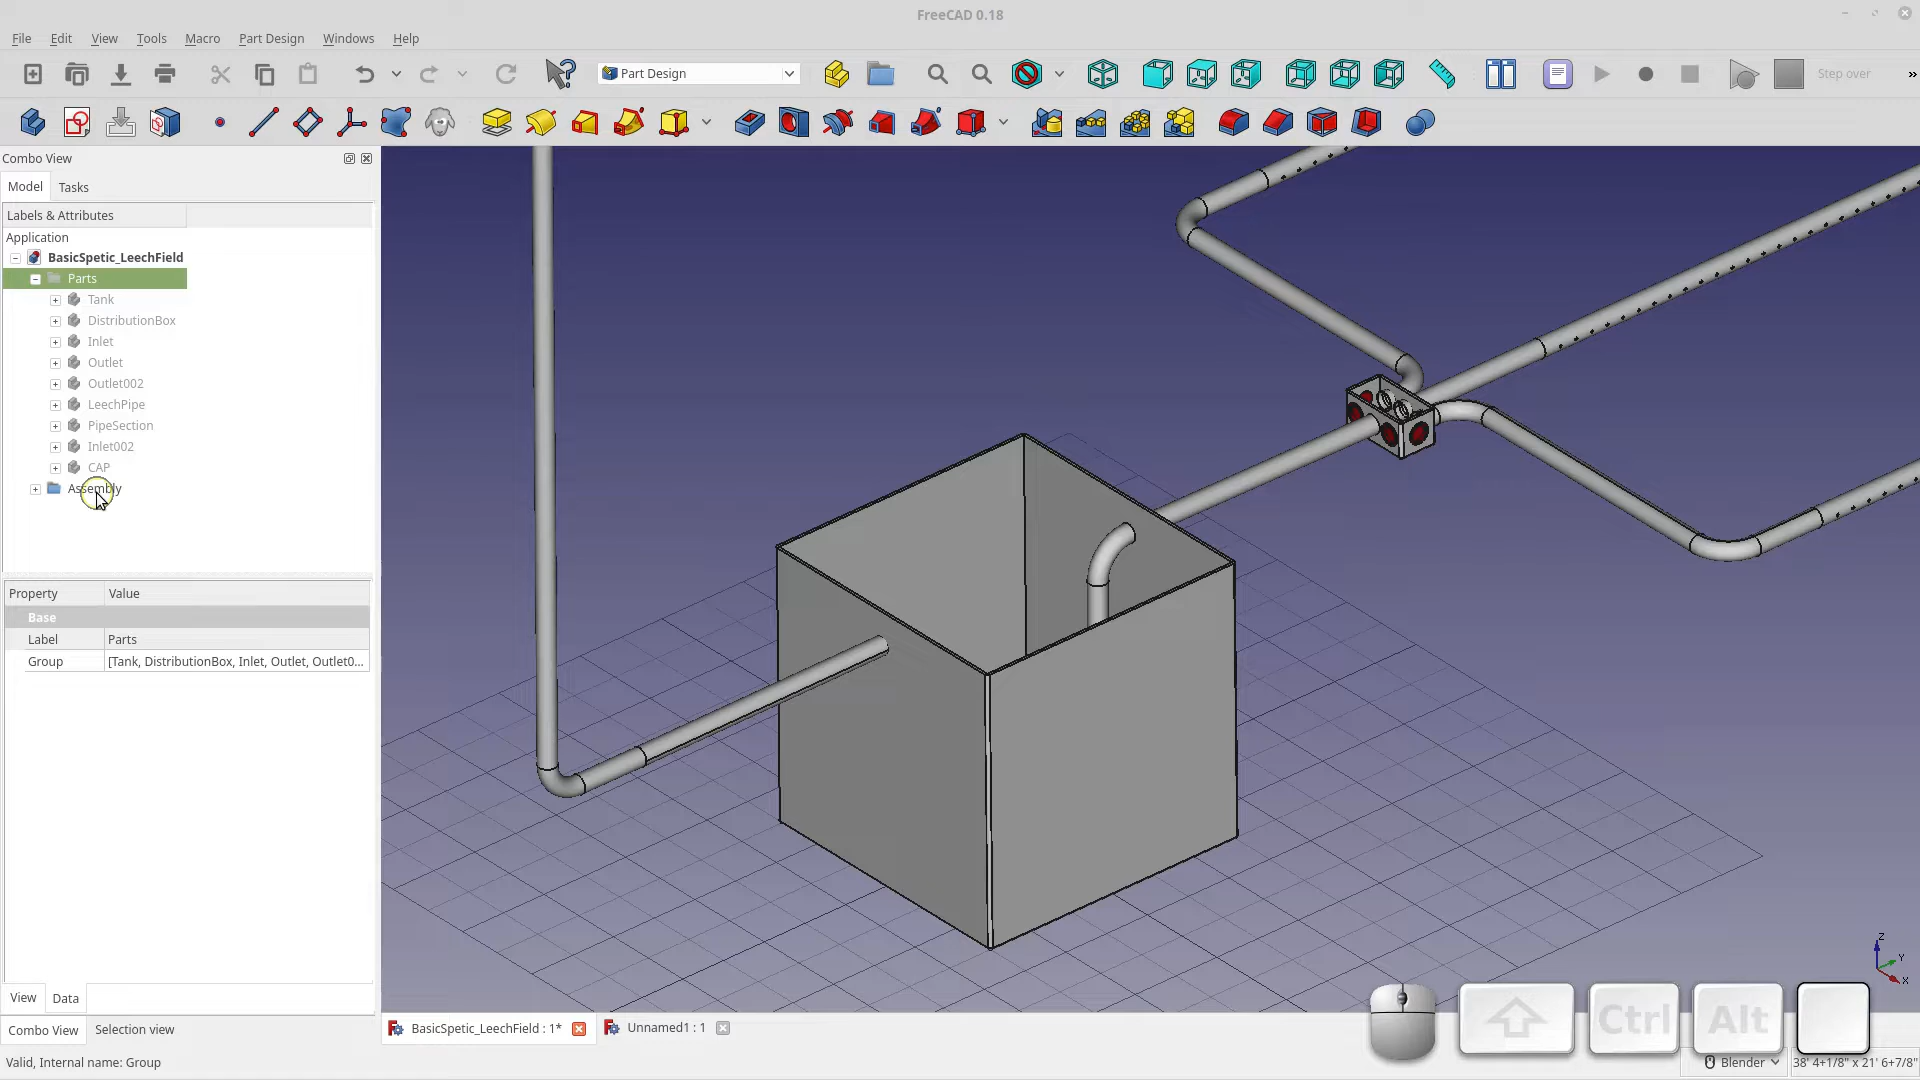 FreeCAD 0.18
File Edit View Tools Macro Part Design Windows Help
Part Design
Step over
»
Combo View
Model Tasks
Labels & Attributes
Application
BasicSpetic_LeechField
Parts
Tank
DistributionBox
Inlet
Outlet
Outlet002
LeechPipe
PipeSection
Inlet002
CAP
Assembly
Property Value
Base
Label Parts
Group [Tank, DistributionBox, Inlet, Outlet, Outlet0...
View Data
Combo View Selection view
Valid, Internal name: Group
BasicSpetic_LeechField : 1*
Unnamed1 : 1
Z
Y
X
Ctrl
Alt
Blender
38' 4+1/8" x 21' 6+7/8"